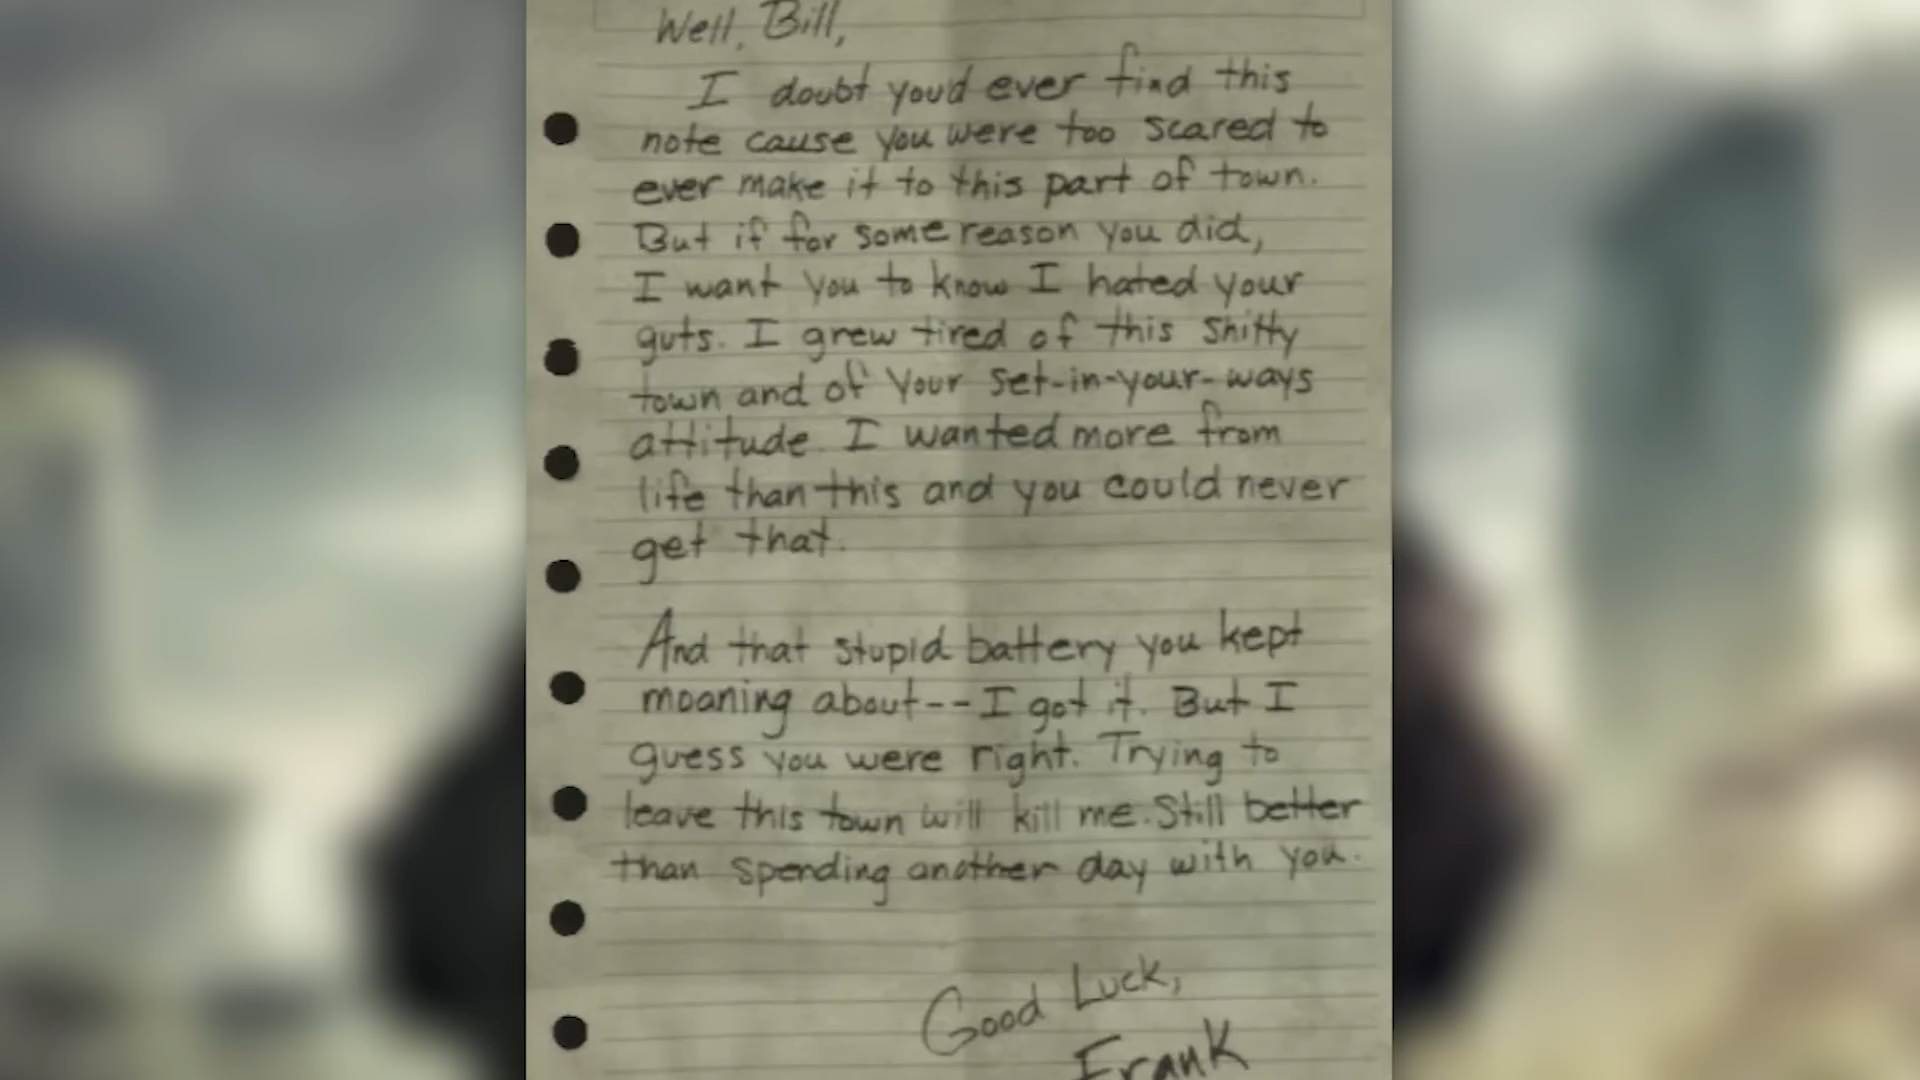 Well, Bill,
I doubt you'd ever find this
note cause you were too scared to
ever make it to this part of town.
But if for some reason you did,
I want you to know I hated your
guts. I grew tired of this shitty
town and of your set-in-your-ways
attitude. I wanted more from
life than this and you could never
get that.
And that stupid battery you kept
moaning about--I got it. But I
guess you were right. Trying to
leave this town will kill me. Still better
than spending another day with you.
Good Luck,
Frank